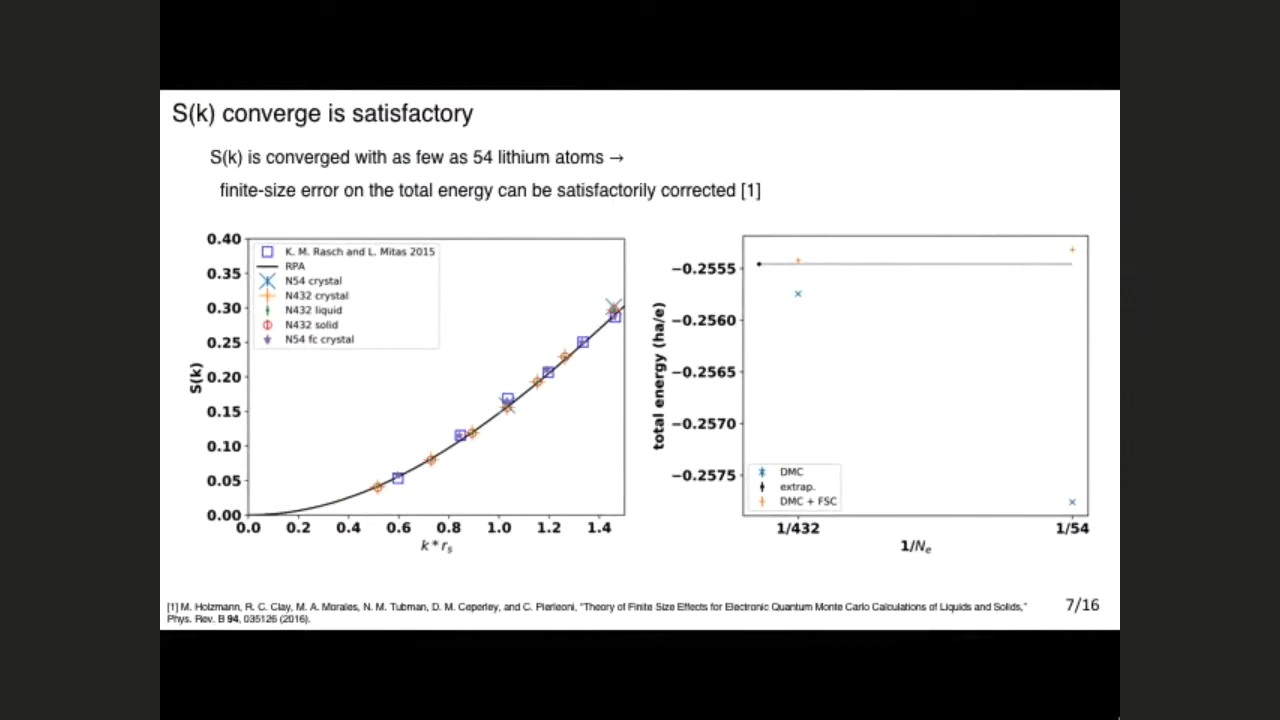 S(k) converge is satisfactory
S(k) is converged with as few as 54 lithium atoms →
finite-size error on the total energy can be satisfactorily corrected [1]
0.40
0.35
0.30
0.25
0.20
0.15
0.10
0.05
0.00
S(k)
K. M. Rasch and L. Mitas 2015
RPA
N54 crystal
N432 crystal
N432 liquid
N432 solid
N54 fc crystal
0.0 0.2 0.4 0.6 0.8 1.0 1.2 1.4
k * rs
−0.2555
−0.2560
−0.2565
−0.2570
−0.2575
total energy (ha/e)
DMC
extrap.
DMC + FSC
1/432 1/54
1/Ne
[1] M. Holzmann, R. C. Clay, M. A. Morales, N. M. Tubman, D. M. Ceperley, and C. Pierleoni, "Theory of Finite Size Effects for Electronic Quantum Monte Carlo Calculations of Liquids and Solids,"
Phys. Rev. B 94, 035126 (2016).
7/16